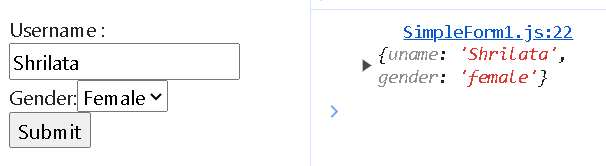 Username :
Shrilata
Gender: Female
Submit
SimpleForm1.js:22
{uname: 'Shrilata',
gender: 'female'}